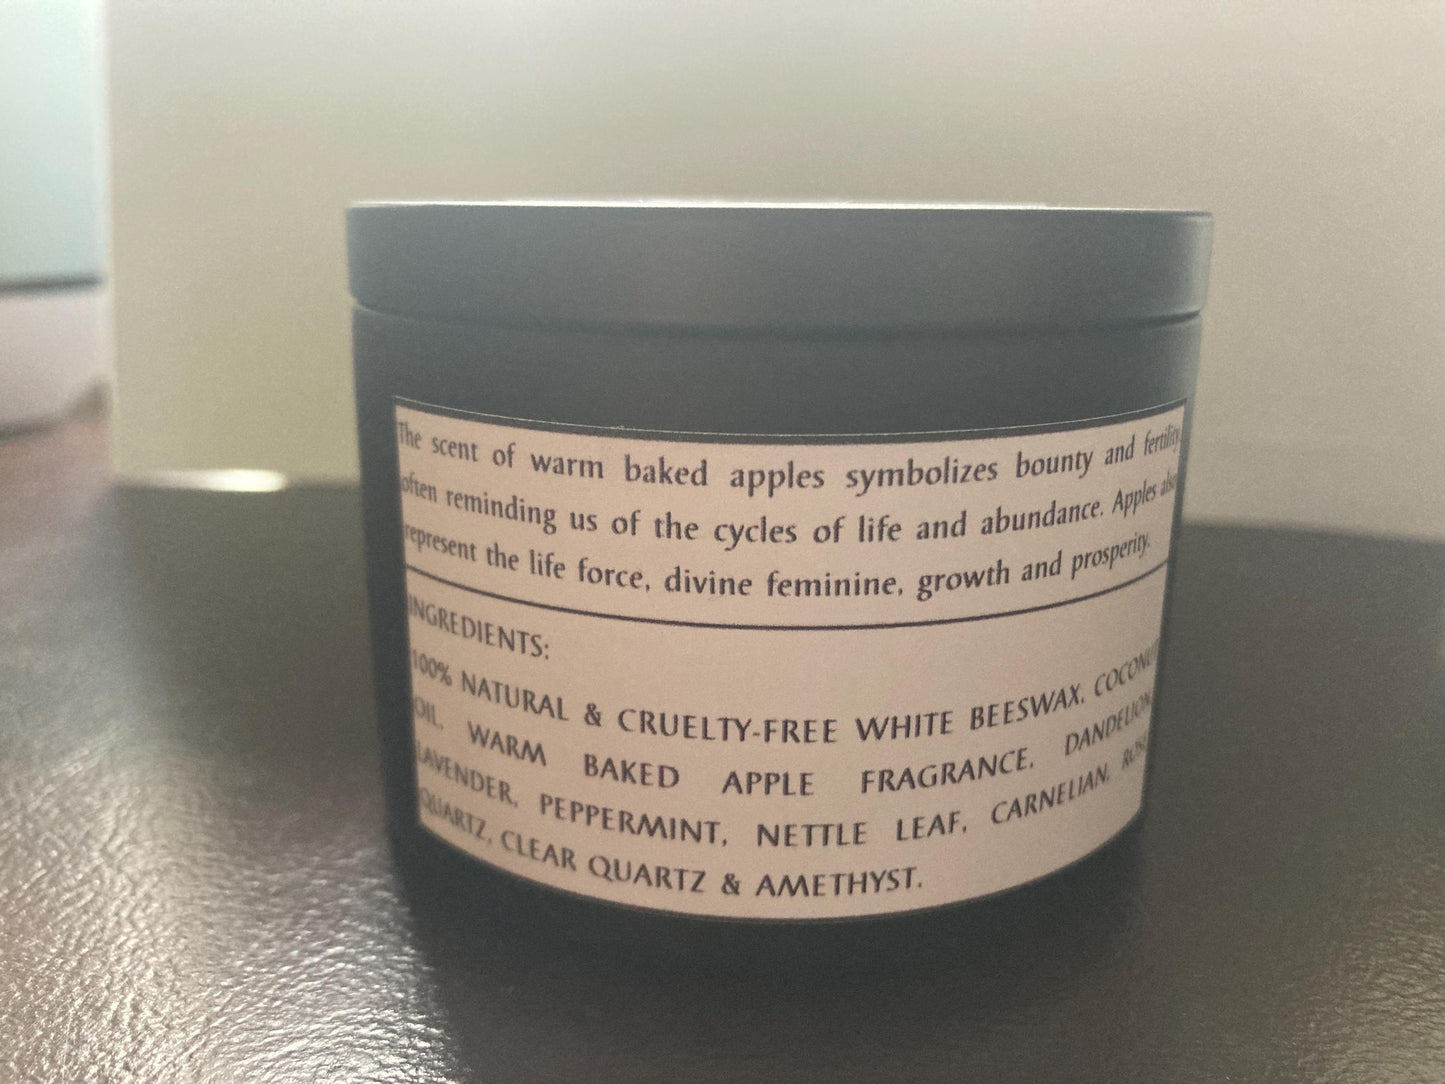 The scent of warm baked apples symbolizes bounty and fertility,
often reminding us of the cycles of life and abundance. Apples also
represent the life force, divine feminine, growth and prosperity.
INGREDIENTS:
100% NATURAL & CRUELTY-FREE WHITE BEESWAX, COCONUT
OIL, WARM BAKED APPLE FRAGRANCE, DANDELION,
LAVENDER, PEPPERMINT, NETTLE LEAF, CARNELIAN, ROSE
QUARTZ, CLEAR QUARTZ & AMETHYST.